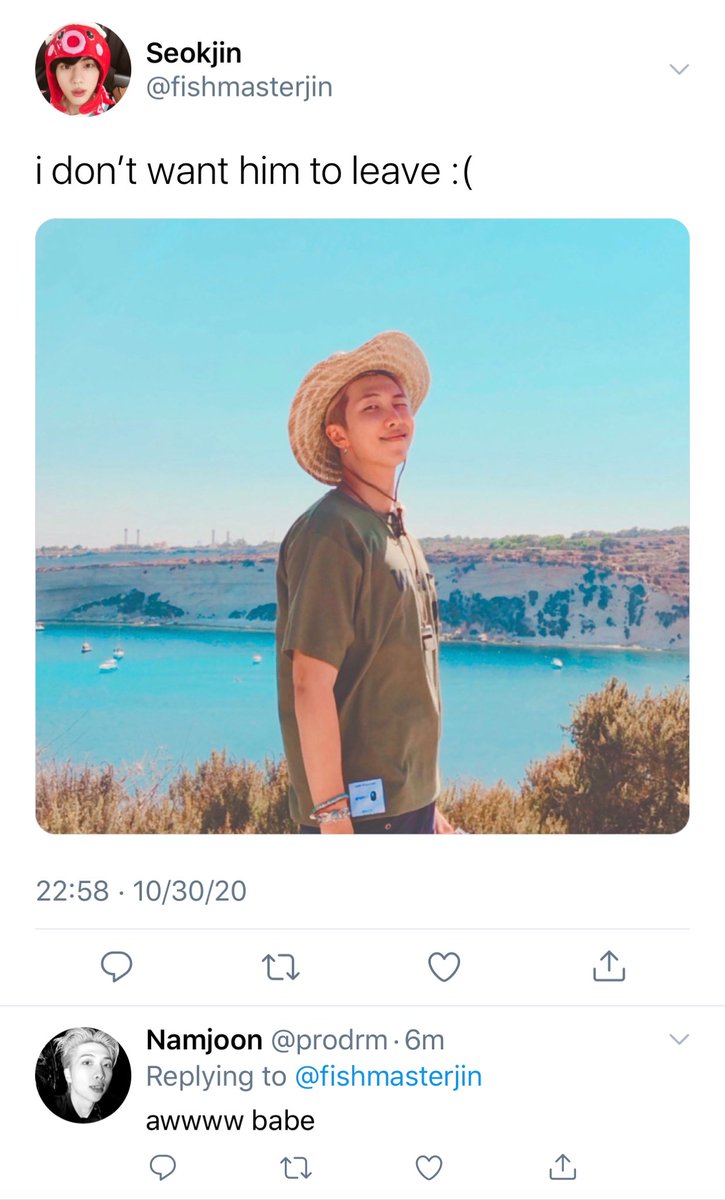 Seokjin
@fishmasterjin
i don’t want him to leave :(
22:58 · 10/30/20
Namjoon @prodrm · 6m
Replying to @fishmasterjin
awwww babe